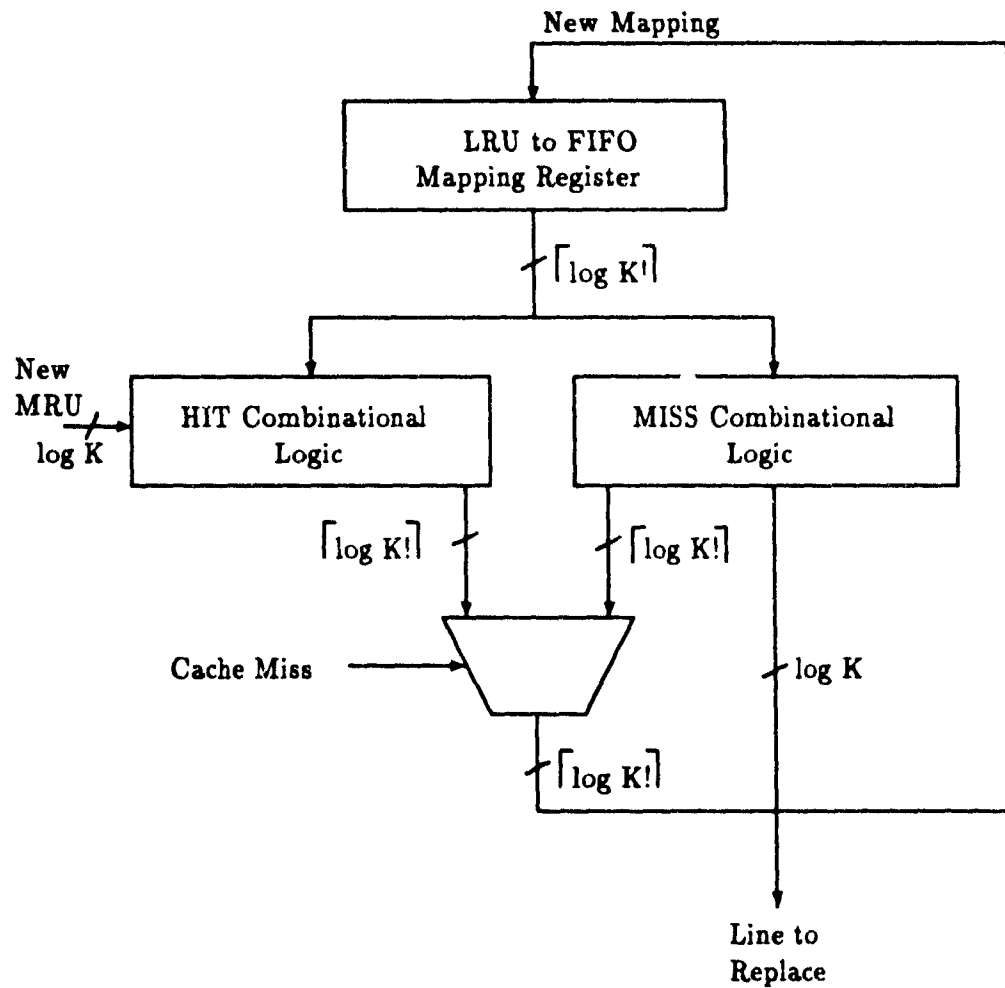 New Mapping
LRU to FIFO
Mapping Register
⌈log K!⌉
New
MRU
log K
HIT Combinational
Logic
MISS Combinational
Logic
⌈log K!⌉
⌈log K!⌉
Cache Miss
log K
⌈log K!⌉
Line to
Replace